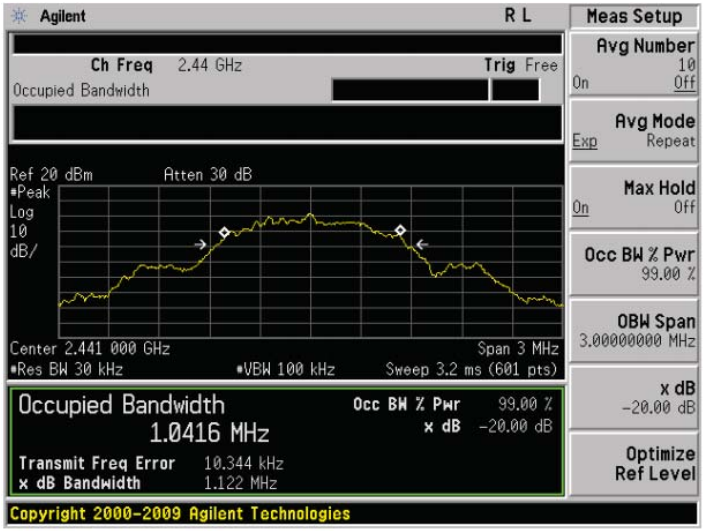 Agilent R L Meas Setup
Ch Freq 2.44 GHz Trig Free
Occupied Bandwidth
Avg Number
10
On Off
Avg Mode
Exp Repeat
Max Hold
On Off
Occ BW % Pwr
99.00 %
OBW Span
3.00000000 MHz
x dB
-20.00 dB
Optimize
Ref Level
Ref 20 dBm Atten 30 dB
#Peak
Log
10
dB/
Center 2.441 000 GHz Span 3 MHz
#Res BW 30 kHz #VBW 100 kHz Sweep 3.2 ms (601 pts)
Occupied Bandwidth Occ BW % Pwr 99.00 %
1.0416 MHz x dB -20.00 dB
Transmit Freq Error 10.344 kHz
x dB Bandwidth 1.122 MHz
Copyright 2000-2009 Agilent Technologies